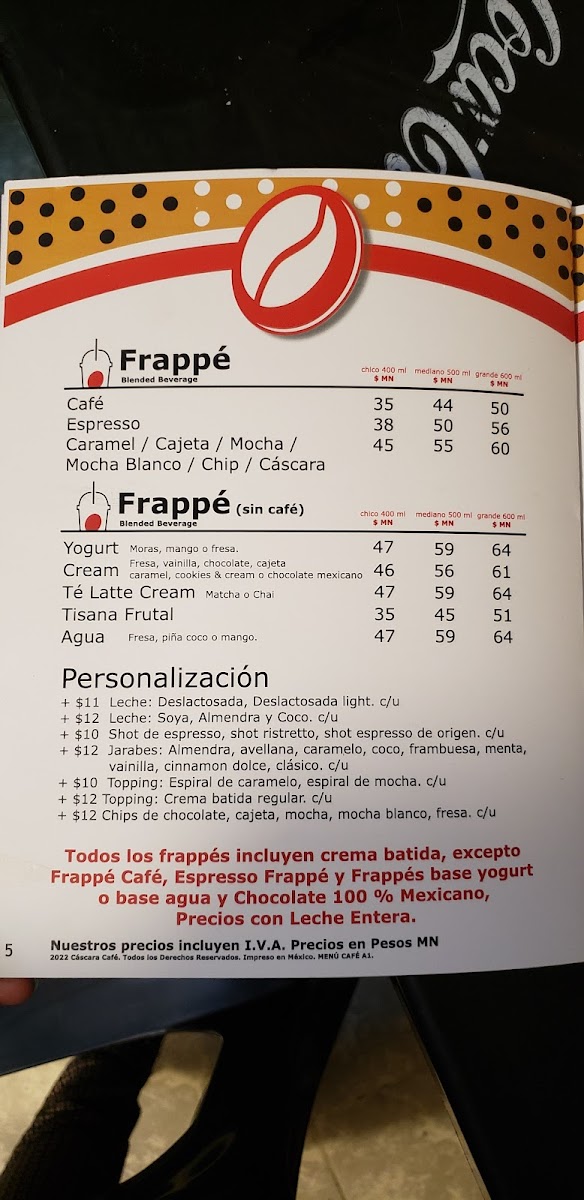 Coca-Co
Frappé
Blended Beverage
chico 400 ml mediano 500 ml grande 600 ml
$ MN $ MN $ MN
Café 35 44 50
Espresso 38 50 56
Caramel / Cajeta / Mocha / 45 55 60
Mocha Blanco / Chip / Cáscara
Frappé (sin café)
Blended Beverage
chico 400 ml mediano 500 ml grande 600 ml
$ MN $ MN $ MN
Yogurt Moras, mango o fresa. 47 59 64
Cream Fresa, vainilla, chocolate, cajeta
caramel, cookies & cream o chocolate mexicano 46 56 61
Té Latte Cream Matcha o Chai 47 59 64
Tisana Frutal 35 45 51
Agua Fresa, piña coco o mango. 47 59 64
Personalización
+ $11 Leche: Deslactosada, Deslactosada light. c/u
+ $12 Leche: Soya, Almendra y Coco. c/u
+ $10 Shot de espresso, shot ristretto, shot espresso de origen. c/u
+ $12 Jarabes: Almendra, avellana, caramelo, coco, frambuesa, menta,
vainilla, cinnamon dolce, clásico. c/u
+ $10 Topping: Espiral de caramelo, espiral de mocha. c/u
+ $12 Topping: Crema batida regular. c/u
+ $12 Chips de chocolate, cajeta, mocha, mocha blanco, fresa. c/u
Todos los frappés incluyen crema batida, excepto
Frappé Café, Espresso Frappé y Frappés base yogurt
o base agua y Chocolate 100 % Mexicano,
Precios con Leche Entera.
5 Nuestros precios incluyen I.V.A. Precios en Pesos MN
2022 Cáscara Café. Todos los Derechos Reservados. Impreso en México. MENÚ CAFÉ A1.